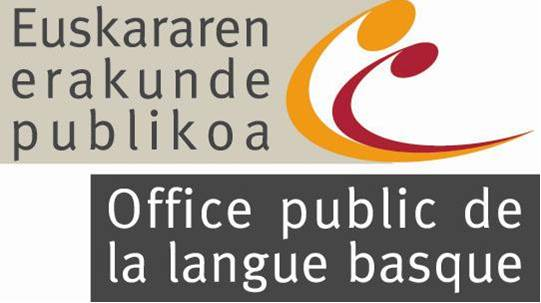 Euskararen
erakunde
publikoa
Office public de
la langue basque